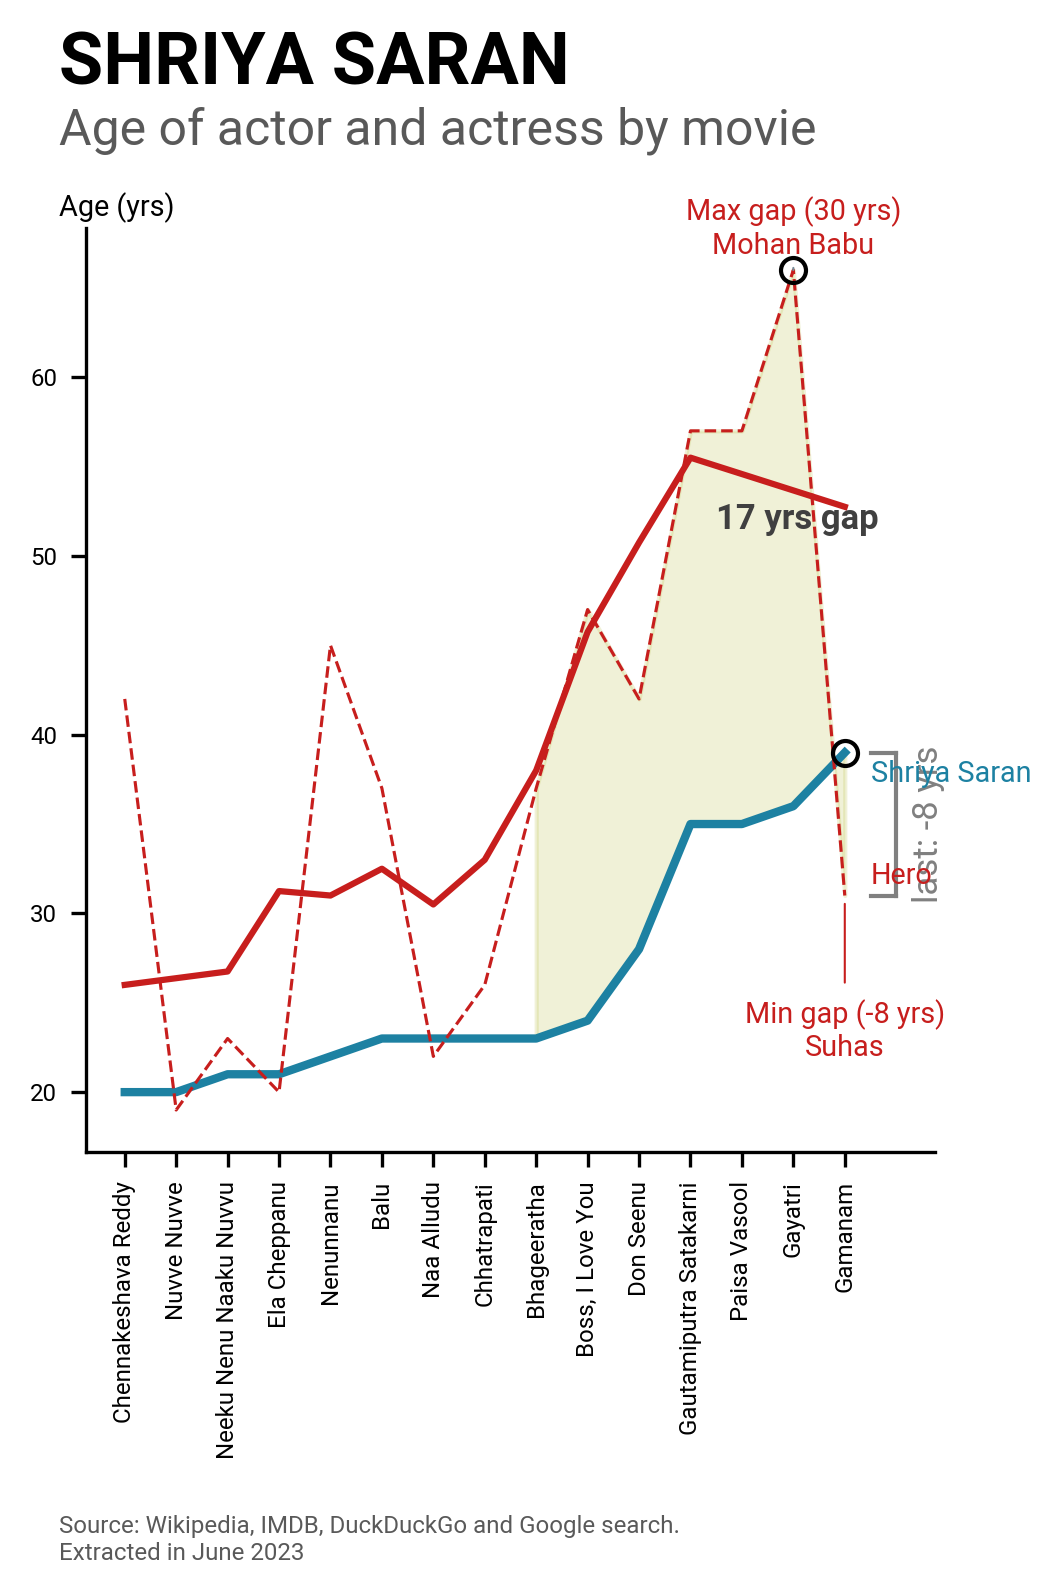 SHRIYA SARAN
Age of actor and actress by movie
Age (yrs)
Max gap (30 yrs)
Mohan Babu
60
17 yrs gap
50
40
Shriya Saran
last: -8 yrs
Hero
30
Min gap (-8 yrs)
Suhas
20
Chennakeshava Reddy
Nuvve Nuvve
Neeku Nenu Naaku Nuvvu
Ela Cheppanu
Nenunnanu
Balu
Naa Alludu
Chhatrapati
Bhageeratha
Boss, I Love You
Don Seenu
Gautamiputra Satakarni
Paisa Vasool
Gayatri
Gamanam
Source: Wikipedia, IMDB, DuckDuckGo and Google search.
Extracted in June 2023